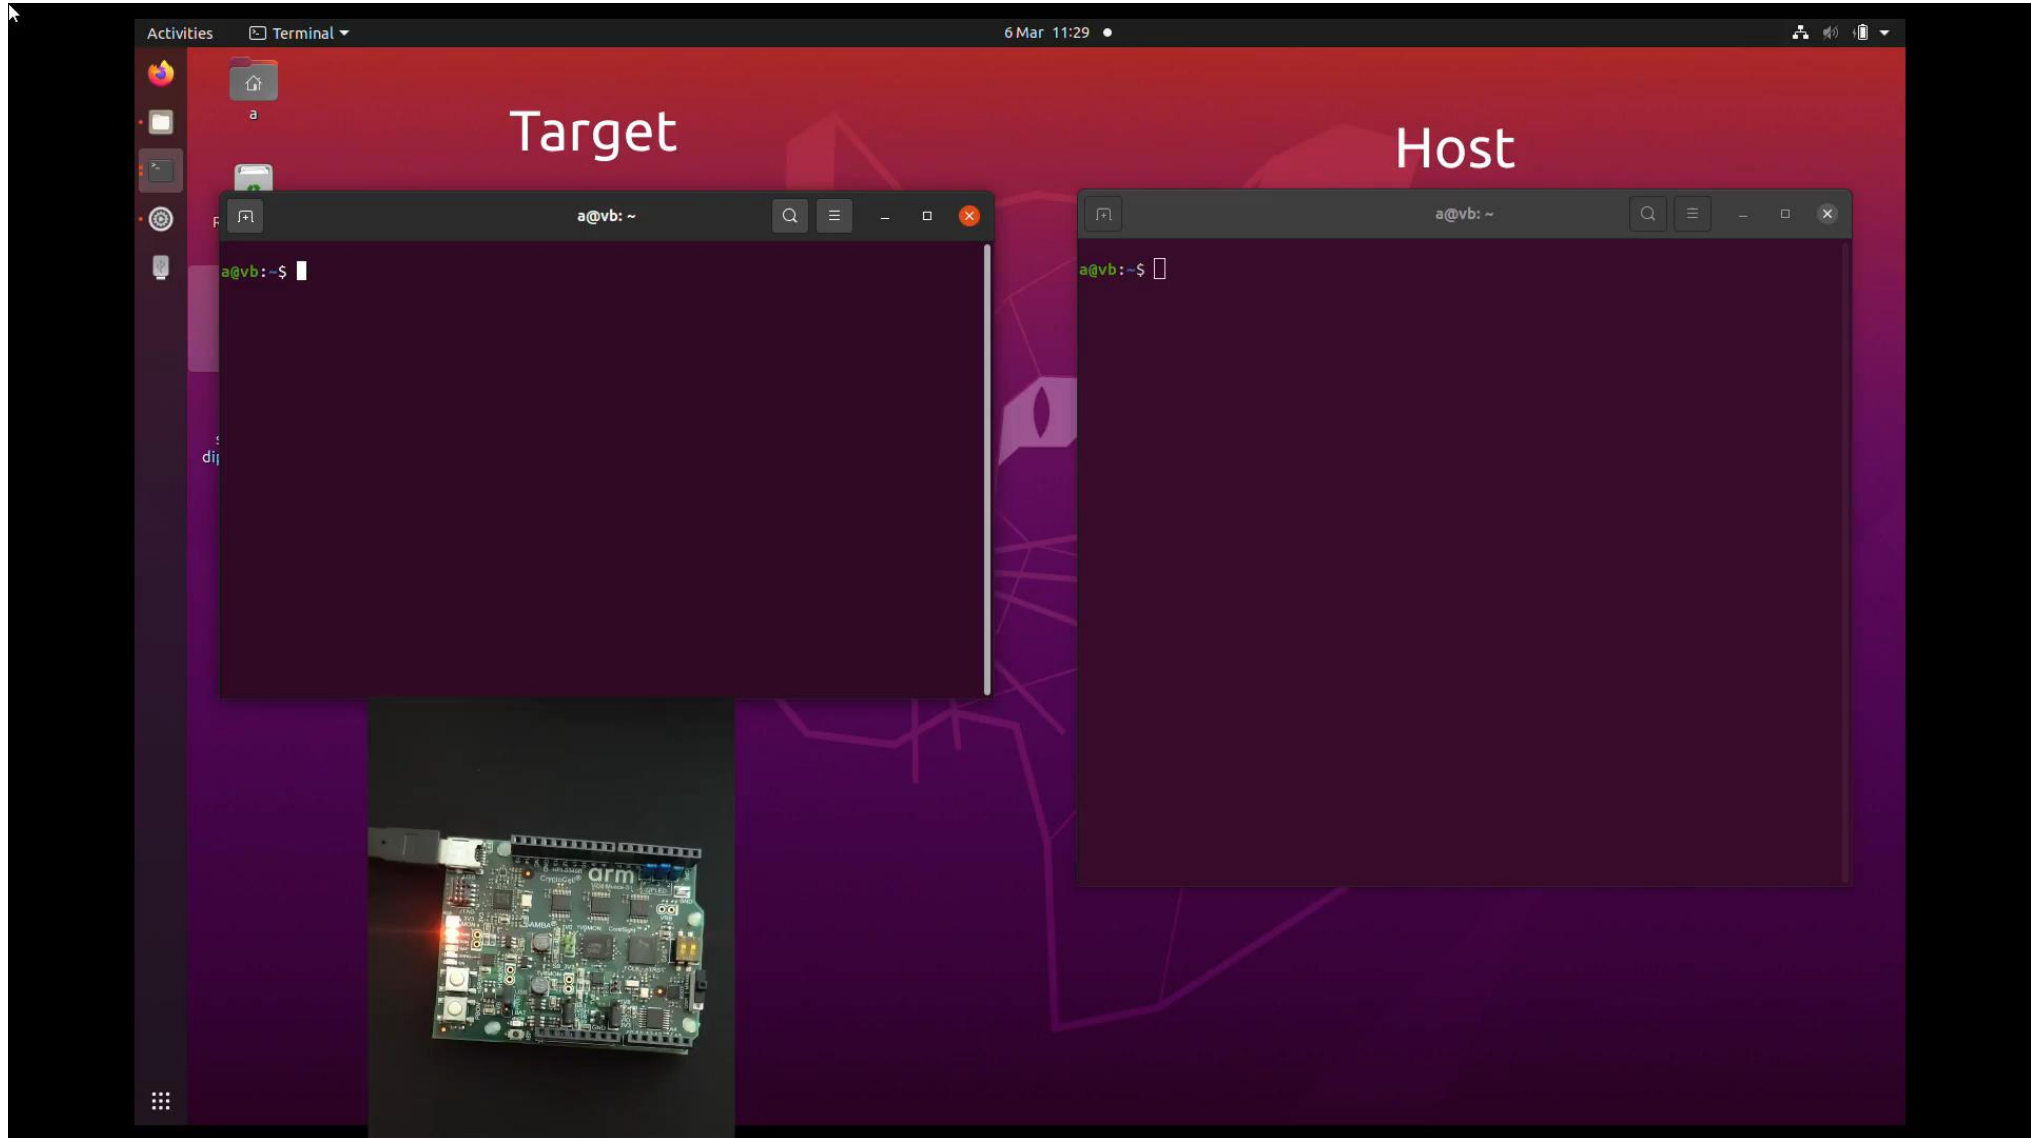 Activities
Terminal
6 Mar 11:29
a
Target
Host
a@vb: ~
a@vb: ~
a@vb:~$
a@vb:~$
arm